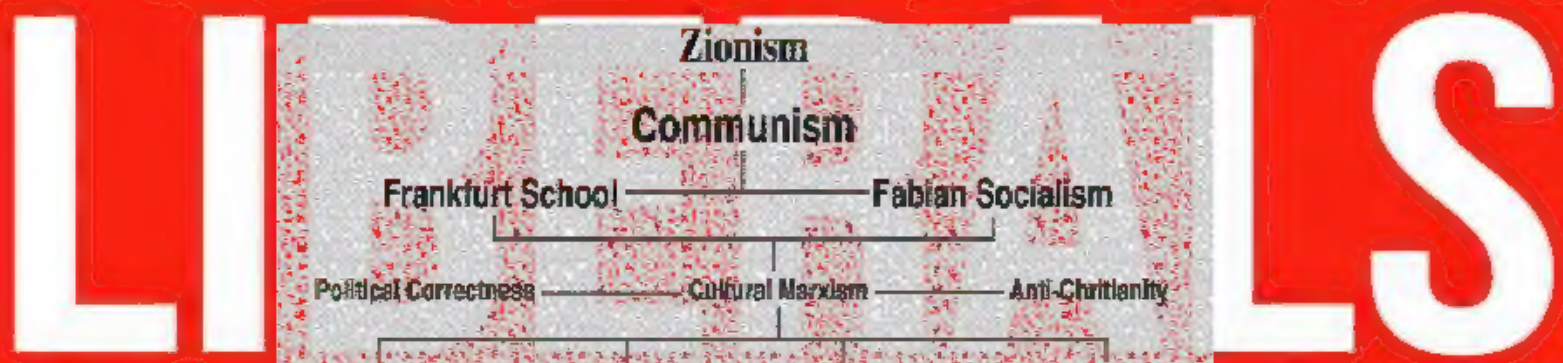 LIBERALS
Zionism
Communism
Frankfurt School Fabian Socialism
Political Correctness Cultural Marxism Anti-Chritianity